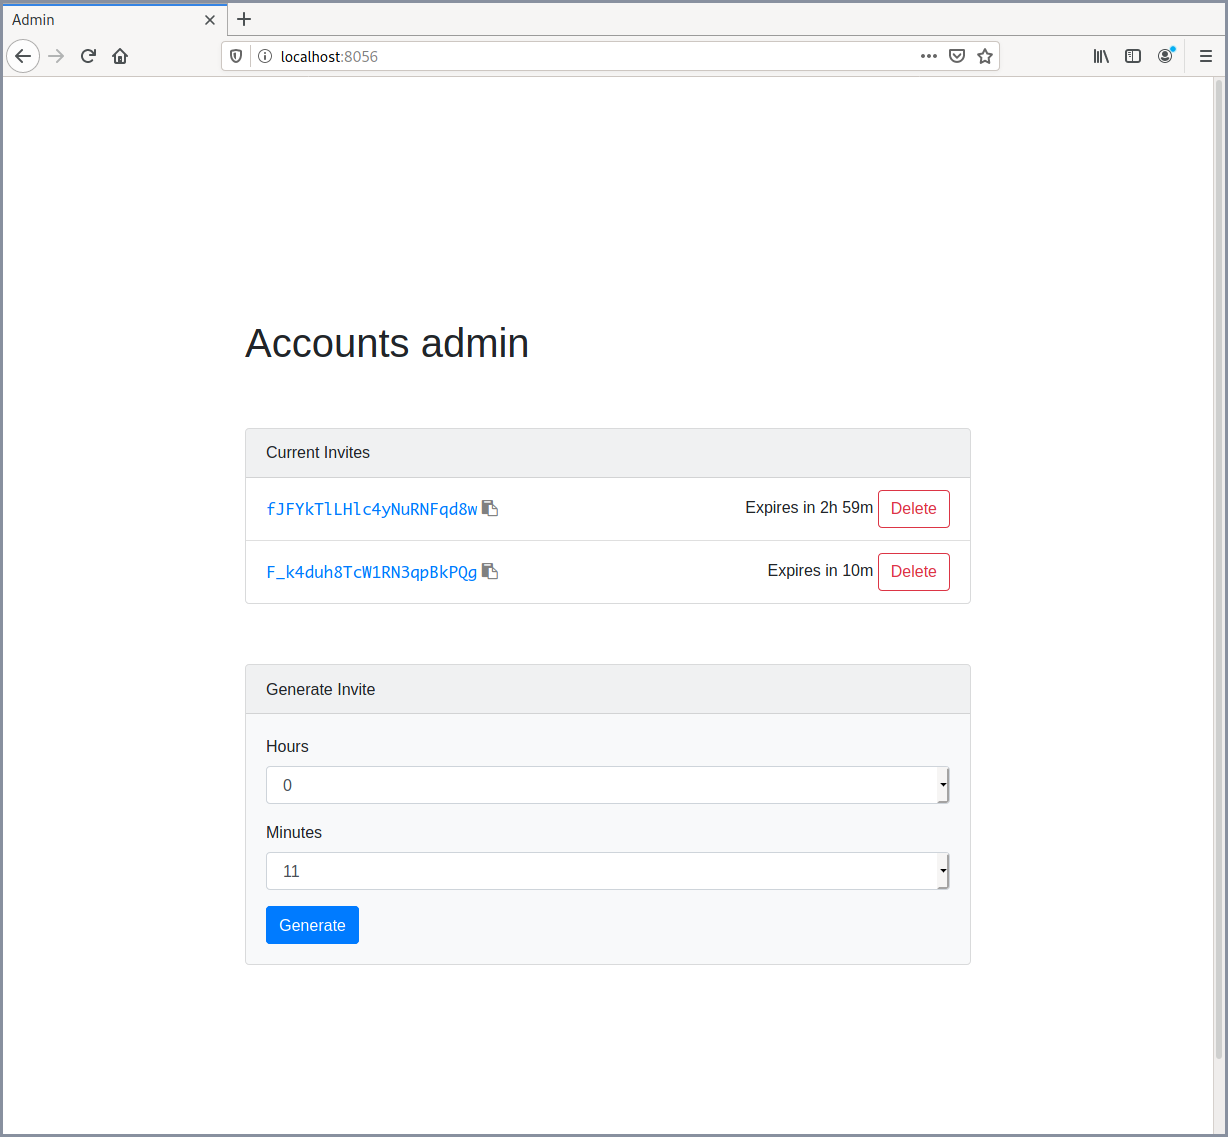 Admin
localhost:8056
Accounts admin
Current Invites
fJFYkTlLHlc4yNuRNFqd8w Expires in 2h 59m Delete
F_k4duh8TcW1RN3qpBkPQg Expires in 10m Delete
Generate Invite
Hours
0
Minutes
11
Generate